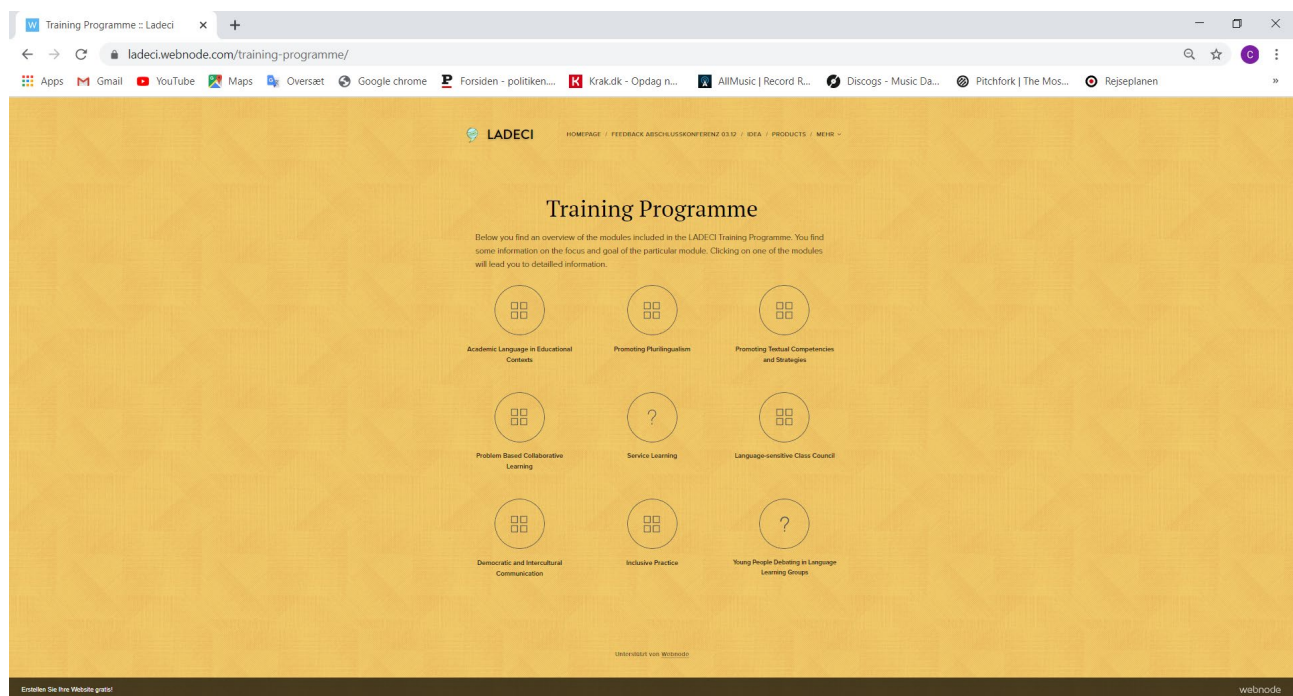 Training Programme :: Ladeci
ladeci.webnode.com/training-programme/
C
Apps Gmail YouTube Maps Oversæt Google chrome Forsiden - politiken.... Krak.dk - Opdag n... AllMusic | Record R... Discogs - Music Da... Pitchfork | The Mos... Rejseplanen »
LADECI HOMEPAGE / FEEDBACK ABSCHLUSSKONFERENZ 03.12 / IDEA / PRODUCTS / MEHR
Training Programme
Below you find an overview of the modules included in the LADECI Training Programme. You find
some information on the focus and goal of the particular module. Clicking on one of the modules
will lead you to detailled information.
Academic Language in Educational
Contexts
Promoting Plurilingualism
Promoting Textual Competencies
and Strategies
Problem Based Collaborative
Learning
?
Service Learning
Language-sensitive Class Council
Democratic and Intercultural
Communication
Inclusive Practice
?
Young People Debating in Language
Learning Groups
Unterstützt von Webnode
Erstellen Sie Ihre Website gratis! webnode